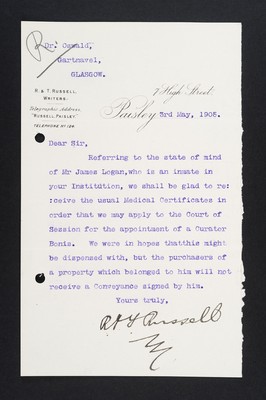 R
Dr. Oswald,
Gartnavel,
GLASGOW.
R. & T. RUSSELL,
WRITERS.
Telegraphic Address,
"RUSSELL, PAISLEY."
TELEPHONE Nº 124
7 High Street,
Paisley 3rd May, 1905.
Dear Sir,
Referring to the state of mind
of Mr James Logan, who is an inmate in
your Institution, we shall be glad to re:
:ceive the usual Medical Certificates in
order that we may apply to the Court of
Session for the appointment of a Curater
Bonis. We were in hopes thatthis might
be dispensed with, but the purchasers of
a property which belonged to him will not
receive a Conveyance signed by him.
Yours truly,
R & T Russell